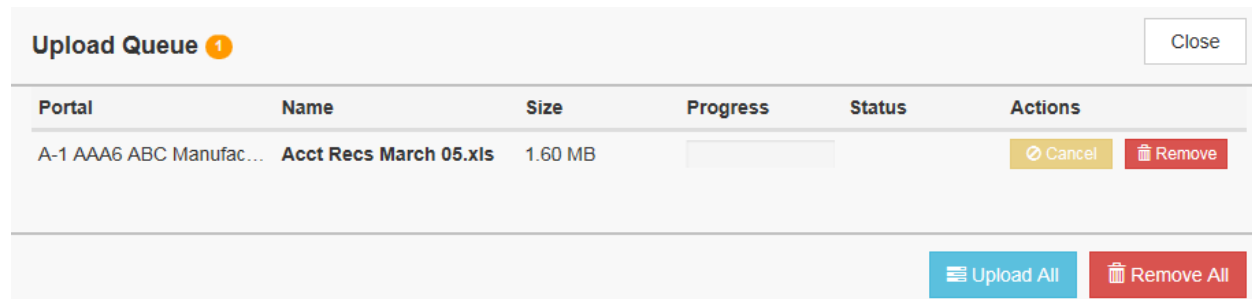 Upload Queue 1
Close
Portal Name Size Progress Status Actions
A-1 AAA6 ABC Manufac... Acct Recs March 05.xls 1.60 MB Cancel Remove
Upload All Remove All